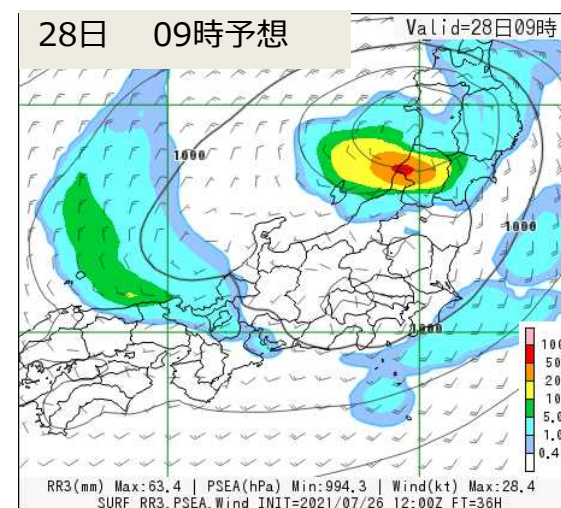 28日　09時予想
Valid=28日09時
1000
1000
1000
100
50
20
10
5.0
1.0
0.4
RR3(mm) Max:63.4 | PSEA(hPa) Min:994.3 | Wind(kt) Max:28.4
SURF RR3,PSEA,Wind INIT=2021/07/26 12:00Z FT=36H